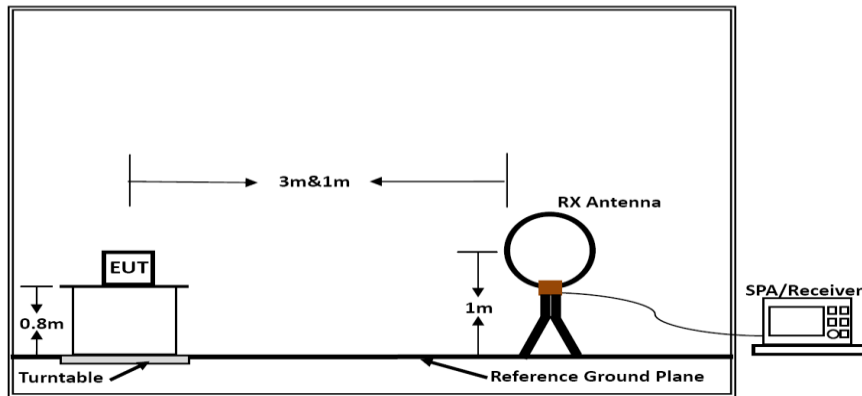 3m&1m
RX Antenna
EUT
SPA/Receiver
0.8m
1m
Turntable
Reference Ground Plane